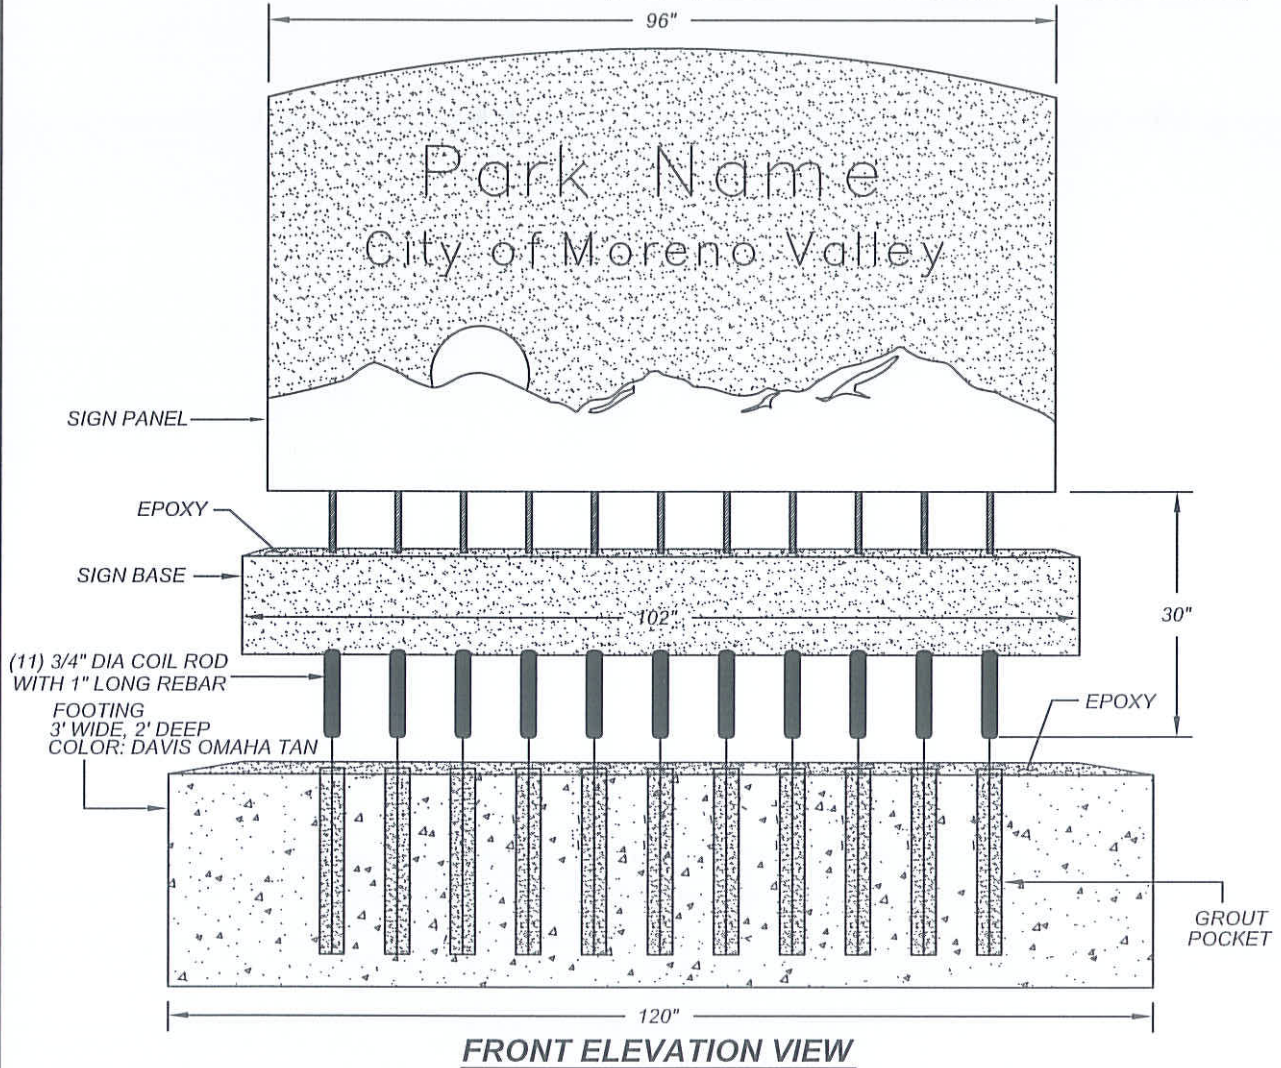 96"
Park Name
City of Moreno Valley
SIGN PANEL
EPOXY
SIGN BASE
102"
30"
(11) 3/4" DIA COIL ROD
WITH 1" LONG REBAR
EPOXY
FOOTING
3' WIDE, 2' DEEP
COLOR: DAVIS OMAHA TAN
GROUT
POCKET
120"
FRONT ELEVATION VIEW